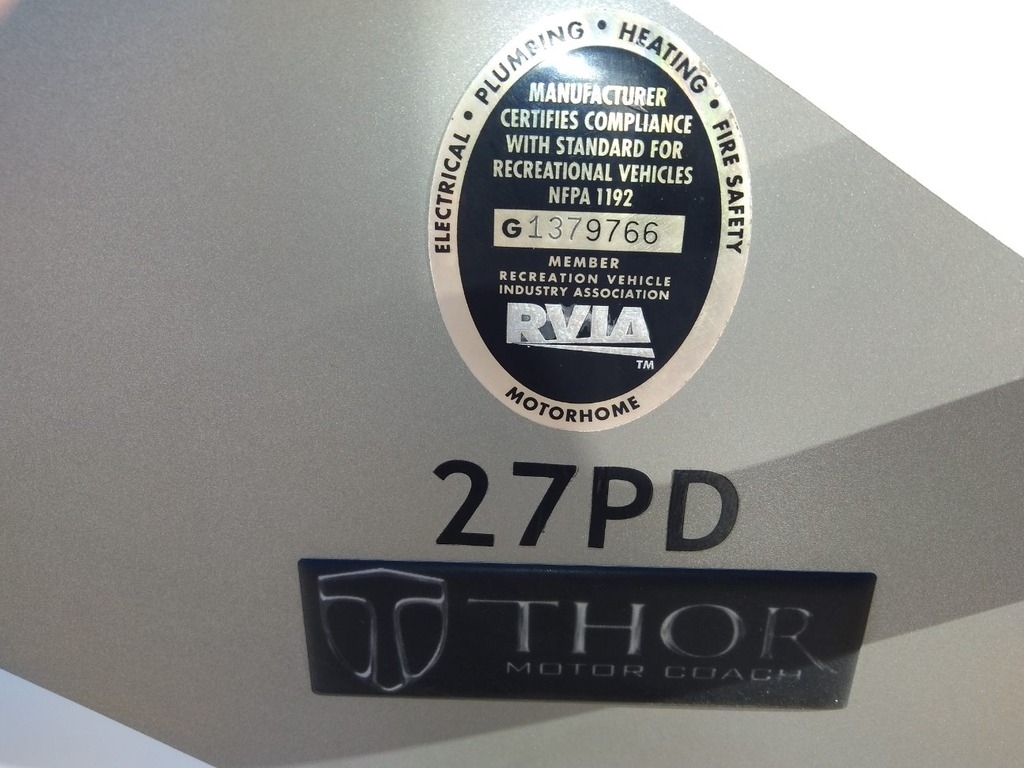 ELECTRICAL • PLUMBING • HEATING • FIRE SAFETY
MANUFACTURER
CERTIFIES COMPLIANCE
WITH STANDARD FOR
RECREATIONAL VEHICLES
NFPA 1192
G1379766
MEMBER
RECREATION VEHICLE
INDUSTRY ASSOCIATION
RVIA
TM
MOTORHOME
27PD
THOR
MOTOR COACH